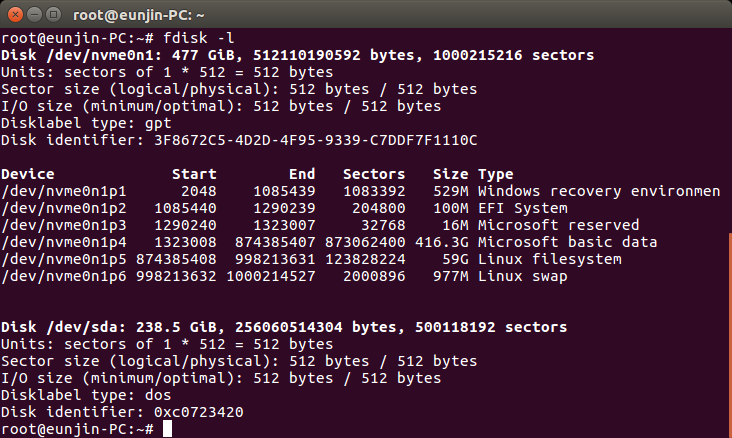 root@eunjin-PC: ~
root@eunjin-PC:~# fdisk -l
Disk /dev/nvme0n1: 477 GiB, 512110190592 bytes, 1000215216 sectors
Units: sectors of 1 * 512 = 512 bytes
Sector size (logical/physical): 512 bytes / 512 bytes
I/O size (minimum/optimal): 512 bytes / 512 bytes
Disklabel type: gpt
Disk identifier: 3F8672C5-4D2D-4F95-9339-C7DDF7F1110C
Device Start End Sectors Size Type
/dev/nvme0n1p1 2048 1085439 1083392 529M Windows recovery environmen
/dev/nvme0n1p2 1085440 1290239 204800 100M EFI System
/dev/nvme0n1p3 1290240 1323007 32768 16M Microsoft reserved
/dev/nvme0n1p4 1323008 874385407 873062400 416.3G Microsoft basic data
/dev/nvme0n1p5 874385408 998213631 123828224 59G Linux filesystem
/dev/nvme0n1p6 998213632 1000214527 2000896 977M Linux swap
Disk /dev/sda: 238.5 GiB, 256060514304 bytes, 500118192 sectors
Units: sectors of 1 * 512 = 512 bytes
Sector size (logical/physical): 512 bytes / 512 bytes
I/O size (minimum/optimal): 512 bytes / 512 bytes
Disklabel type: dos
Disk identifier: 0xc0723420
root@eunjin-PC:~#